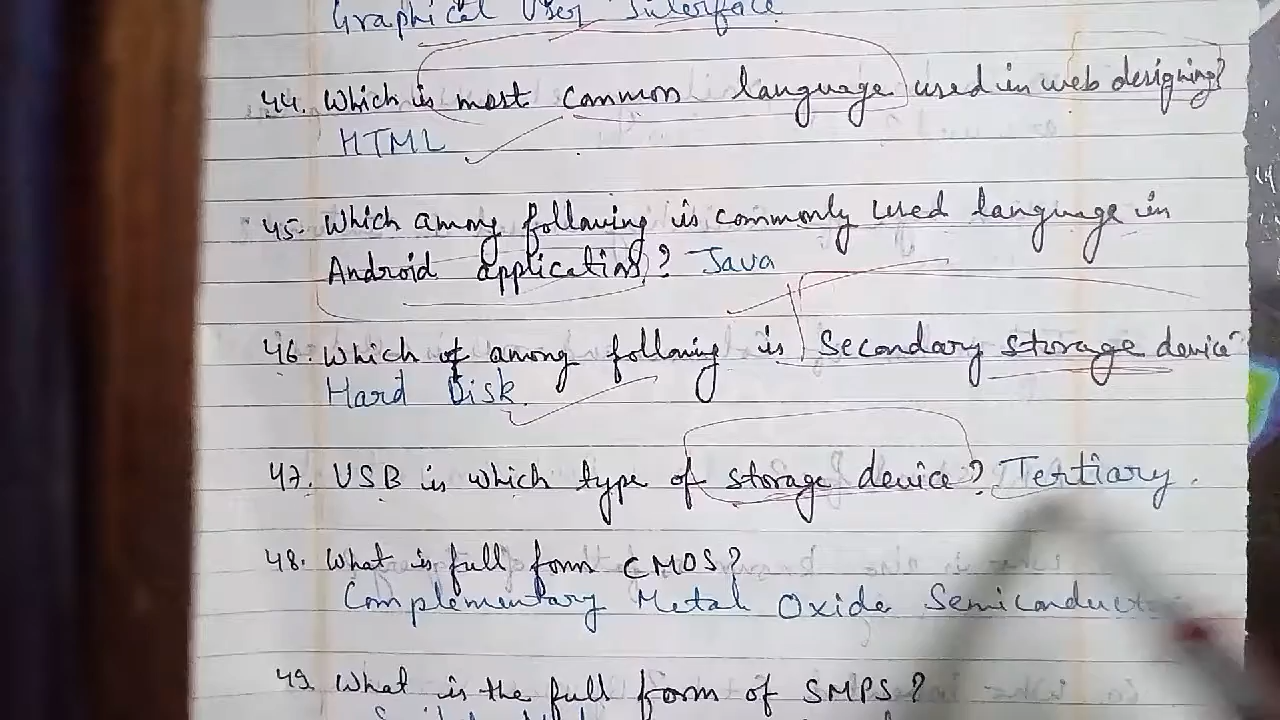 Graphical User Interface
44. Which is most common language used in web designing?
HTML
45. Which among following is commonly used language in
Android application? Java
46. Which of among following is Secondary storage device
Hard Disk.
47. USB is which type of storage device? Tertiary.
48. What is full form CMOS?
Complementary Metal Oxide
49. What is the full form of SMPS?